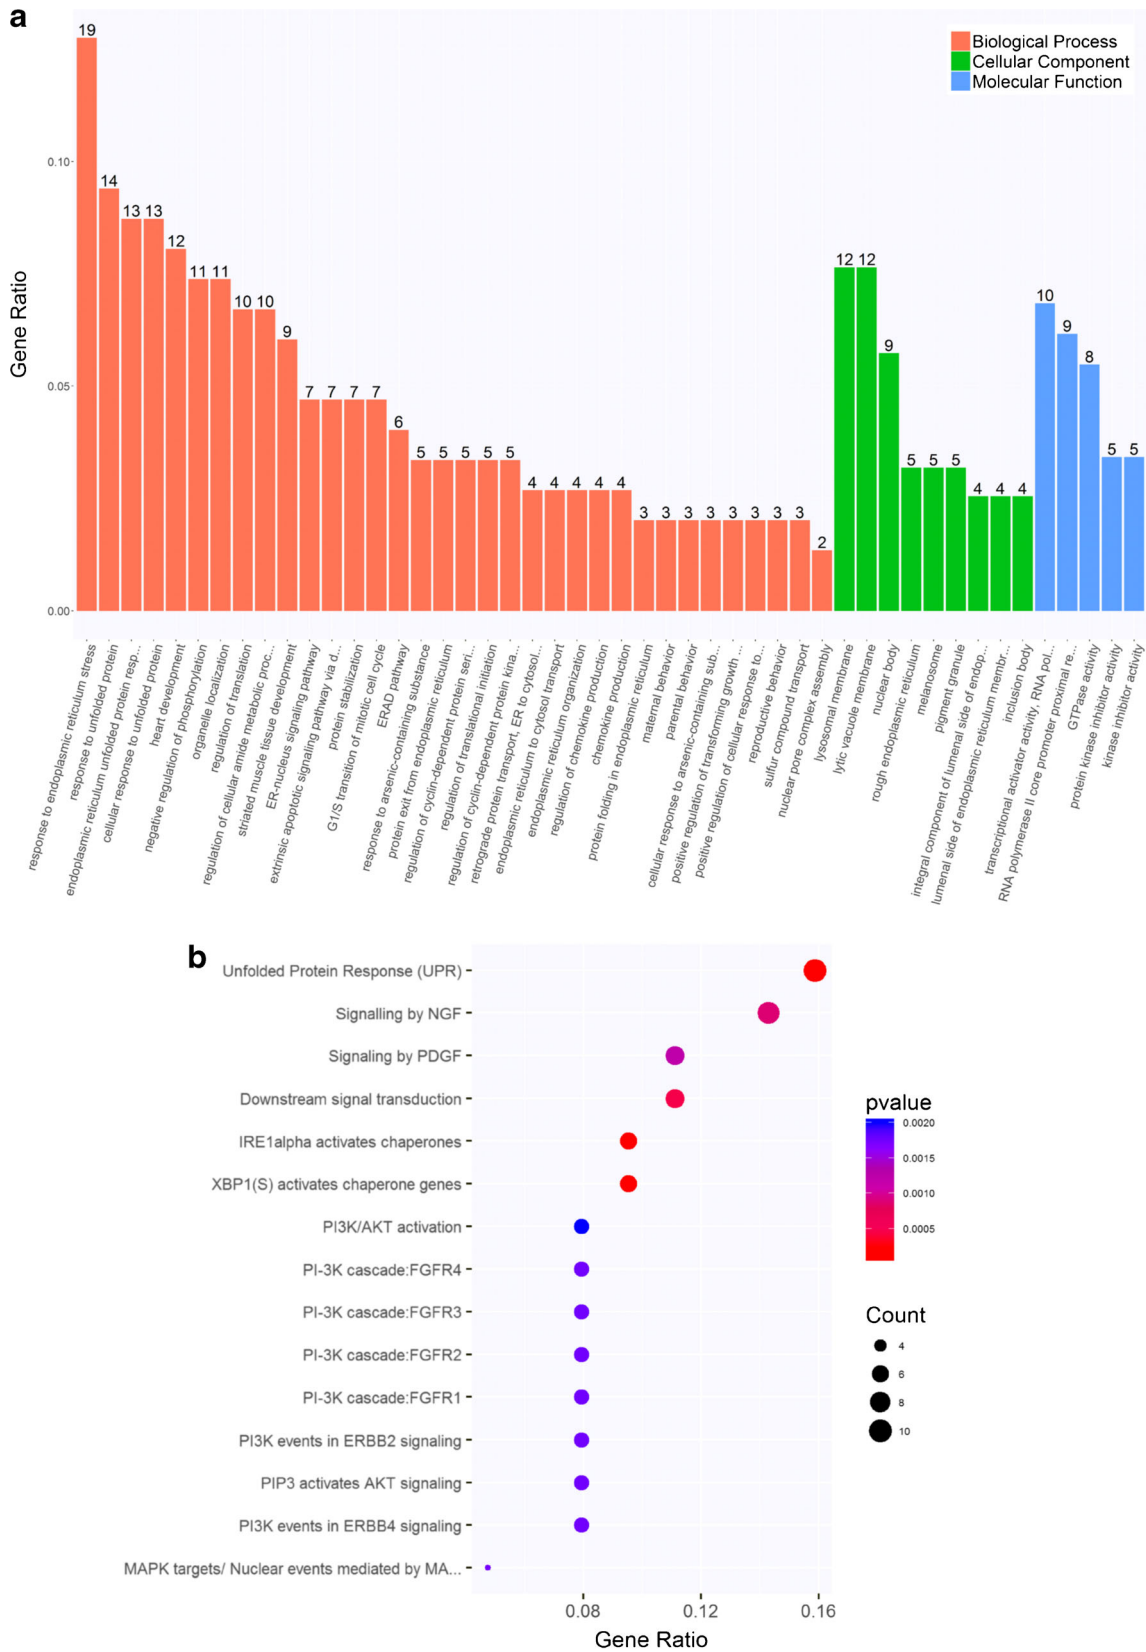 a
19
14
13 13
12
11 11
10 10
9
7 7 7 7
6
5 5 5 5 5
4 4 4 4 4
3 3 3 3 3 3 3 3
2
12 12
9
5 5 5
4 4 4
10
9
8
5 5
Biological Process
Cellular Component
Molecular Function
Gene Ratio
0.10
0.05
0.00
response to endoplasmic reticulum stress
response to unfolded protein
endoplasmic reticulum unfolded protein resp...
cellular response to unfolded protein
heart development
negative regulation of phosphorylation
organelle localization
regulation of translation
regulation of cellular amide metabolic proc...
striated muscle tissue development
ER-nucleus signaling pathway
extrinsic apoptotic signaling pathway via d...
protein stabilization
G1/S transition of mitotic cell cycle
ERAD pathway
response to arsenic-containing substance
protein exit from endoplasmic reticulum
regulation of cyclin-dependent protein seri...
regulation of translational initiation
regulation of cyclin-dependent protein kina...
retrograde protein transport, ER to cytosol...
endoplasmic reticulum to cytosol transport
endoplasmic reticulum organization
regulation of chemokine production
chemokine production
protein folding in endoplasmic reticulum
maternal behavior
parental behavior
cellular response to arsenic-containing sub...
positive regulation of transforming growth ...
positive regulation of cellular response to...
reproductive behavior
sulfur compound transport
nuclear pore complex assembly
lysosomal membrane
lytic vacuole membrane
nuclear body
rough endoplasmic reticulum
melanosome
pigment granule
integral component of lumenal side of endop...
lumenal side of endoplasmic reticulum membr...
inclusion body
transcriptional activator activity, RNA pol...
RNA polymerase II core promoter proximal re...
GTPase activity
protein kinase inhibitor activity
kinase inhibitor activity
b
Unfolded Protein Response (UPR)
Signalling by NGF
Signaling by PDGF
Downstream signal transduction
IRE1alpha activates chaperones
XBP1(S) activates chaperone genes
PI3K/AKT activation
PI-3K cascade:FGFR4
PI-3K cascade:FGFR3
PI-3K cascade:FGFR2
PI-3K cascade:FGFR1
PI3K events in ERBB2 signaling
PIP3 activates AKT signaling
PI3K events in ERBB4 signaling
MAPK targets/ Nuclear events mediated by MA...
0.08 0.12 0.16
Gene Ratio
pvalue
0.0020
0.0015
0.0010
0.0005
Count
4
6
8
10